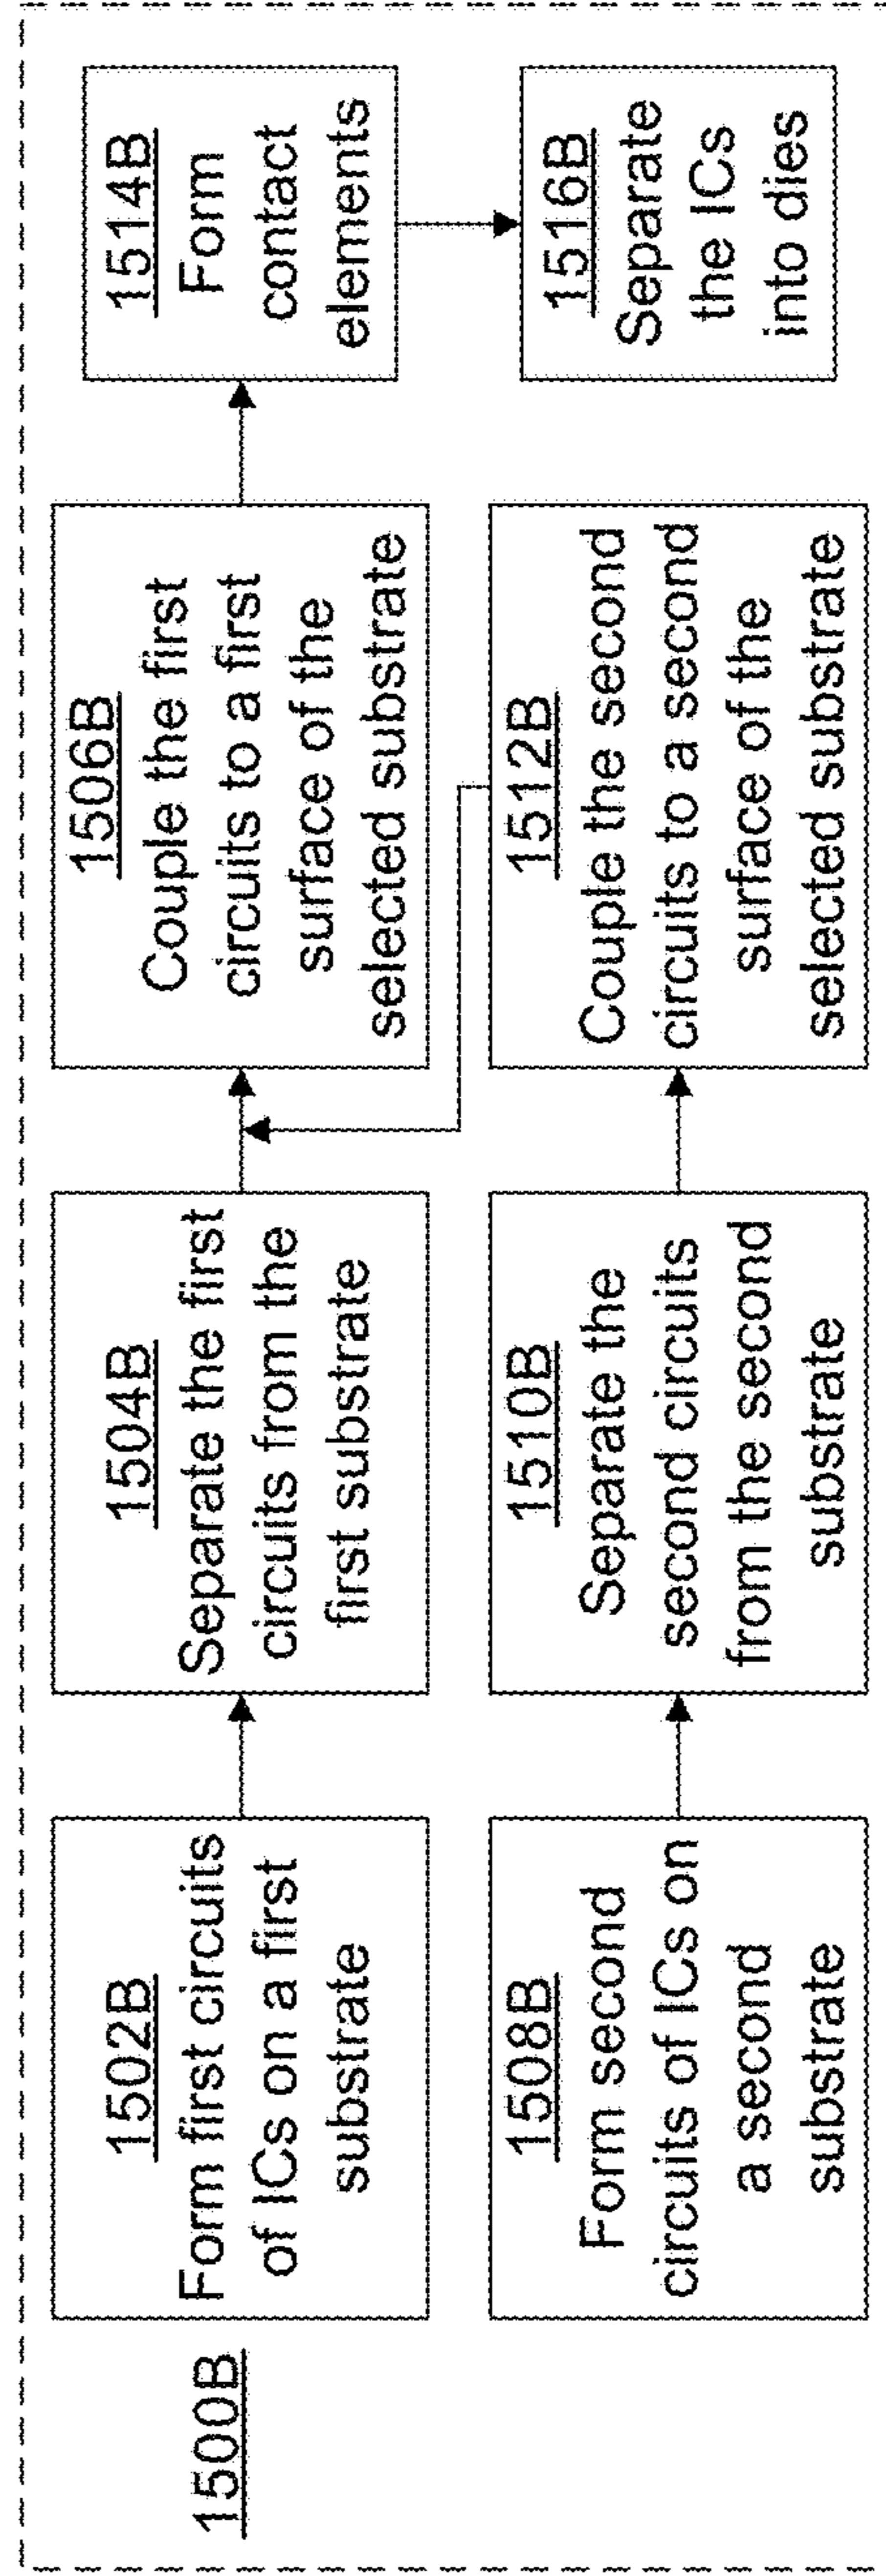 1500B
1502B
Form first circuits
of ICs on a first
substrate
1504B
Separate the first
circuits from the
first substrate
1506B
Couple the first
circuits to a first
surface of the
selected substrate
1514B
Form
contact
elements
1508B
Form second
circuits of ICs on
a second
substrate
1510B
Separate the
second circuits
from the second
substrate
1512B
Couple the second
circuits to a second
surface of the
selected substrate
1516B
Separate
the ICs
into dies